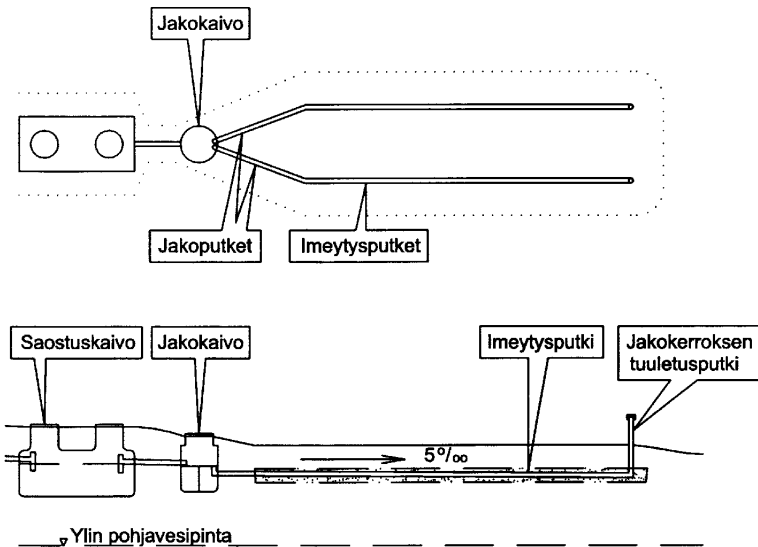 Jakokaivo
Jakoputket
Imeytysputket
Saostuskaivo
Jakokaivo
Imeytysputki
Jakokerroksen
tuuletusputki
5‰
Ylin pohjavesipinta